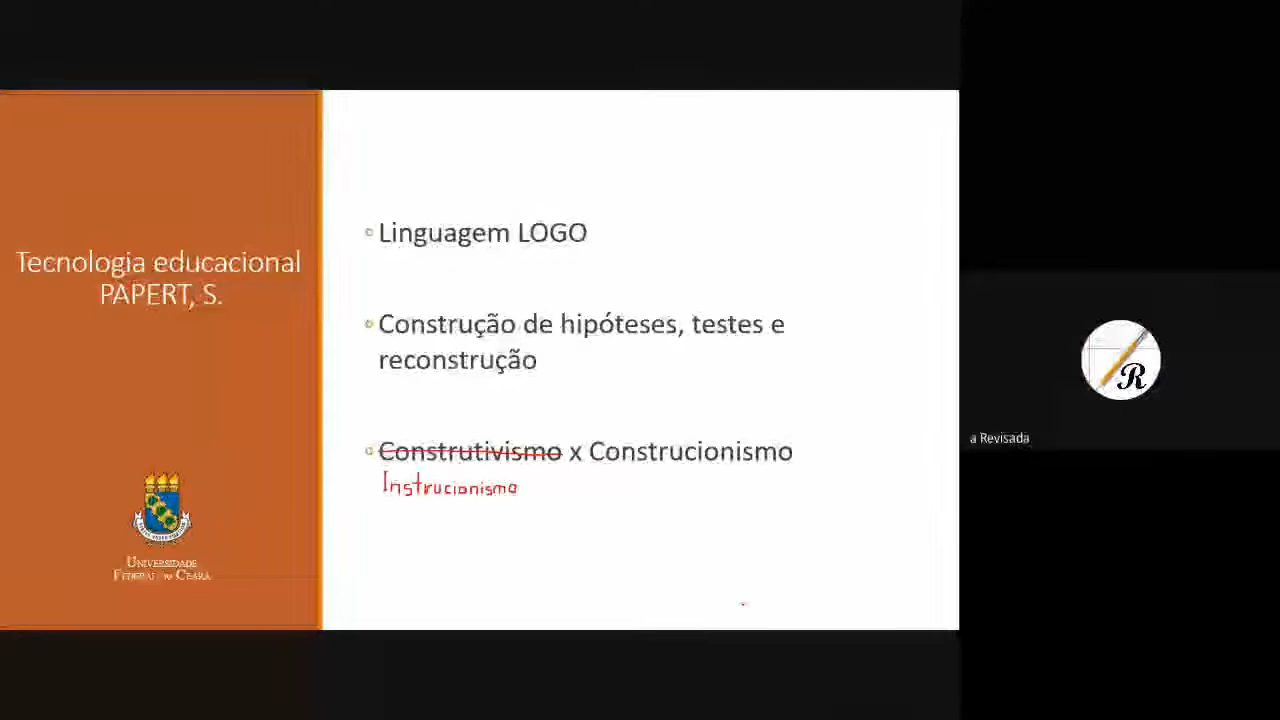 Tecnologia educacional
PAPERT, S.
Linguagem LOGO
Construção de hipóteses, testes e
reconstrução
Construtivismo x Construcionismo
Instrucionismo
UNIVERSIDADE
FEDERAL DO CEARÁ
R
a Revisada